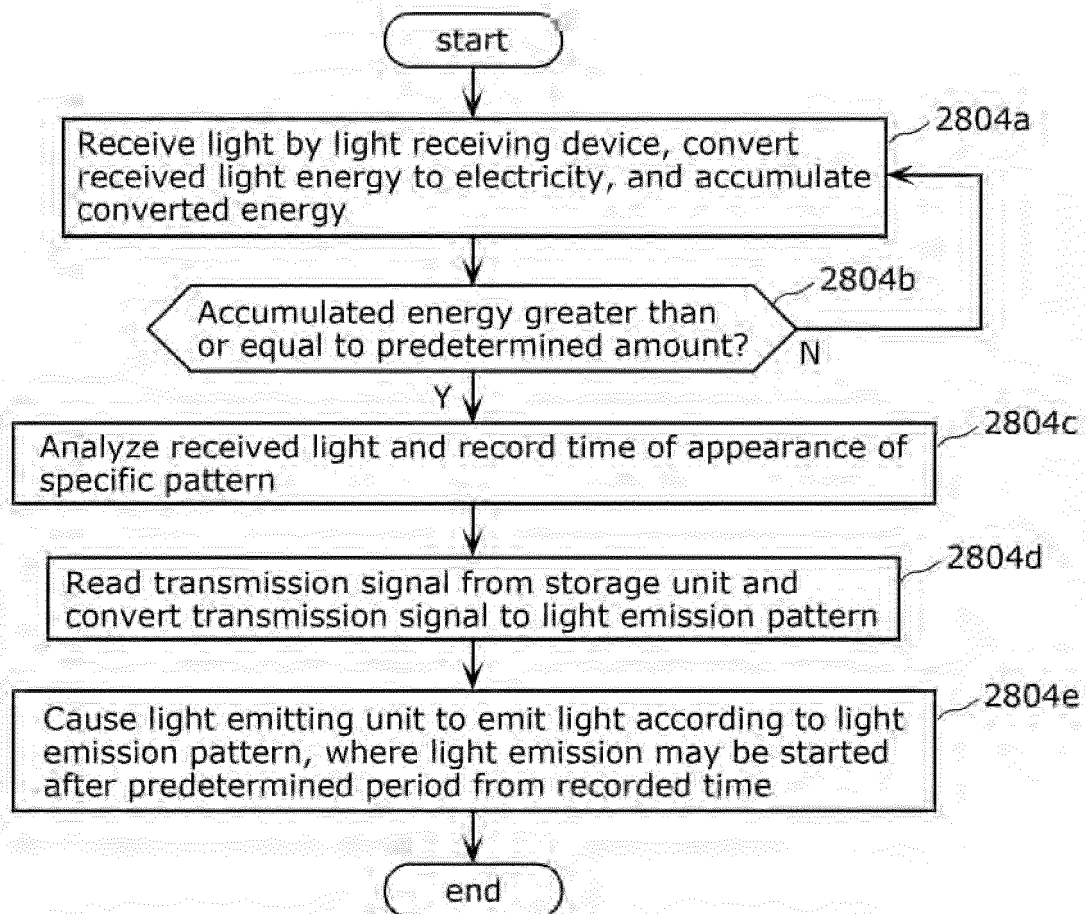 start
2804a
Receive light by light receiving device, convert
received light energy to electricity, and accumulate
converted energy
2804b
Accumulated energy greater than
or equal to predetermined amount?
N
Y
2804c
Analyze received light and record time of appearance of
specific pattern
2804d
Read transmission signal from storage unit and
convert transmission signal to light emission pattern
2804e
Cause light emitting unit to emit light according to light
emission pattern, where light emission may be started
after predetermined period from recorded time
end